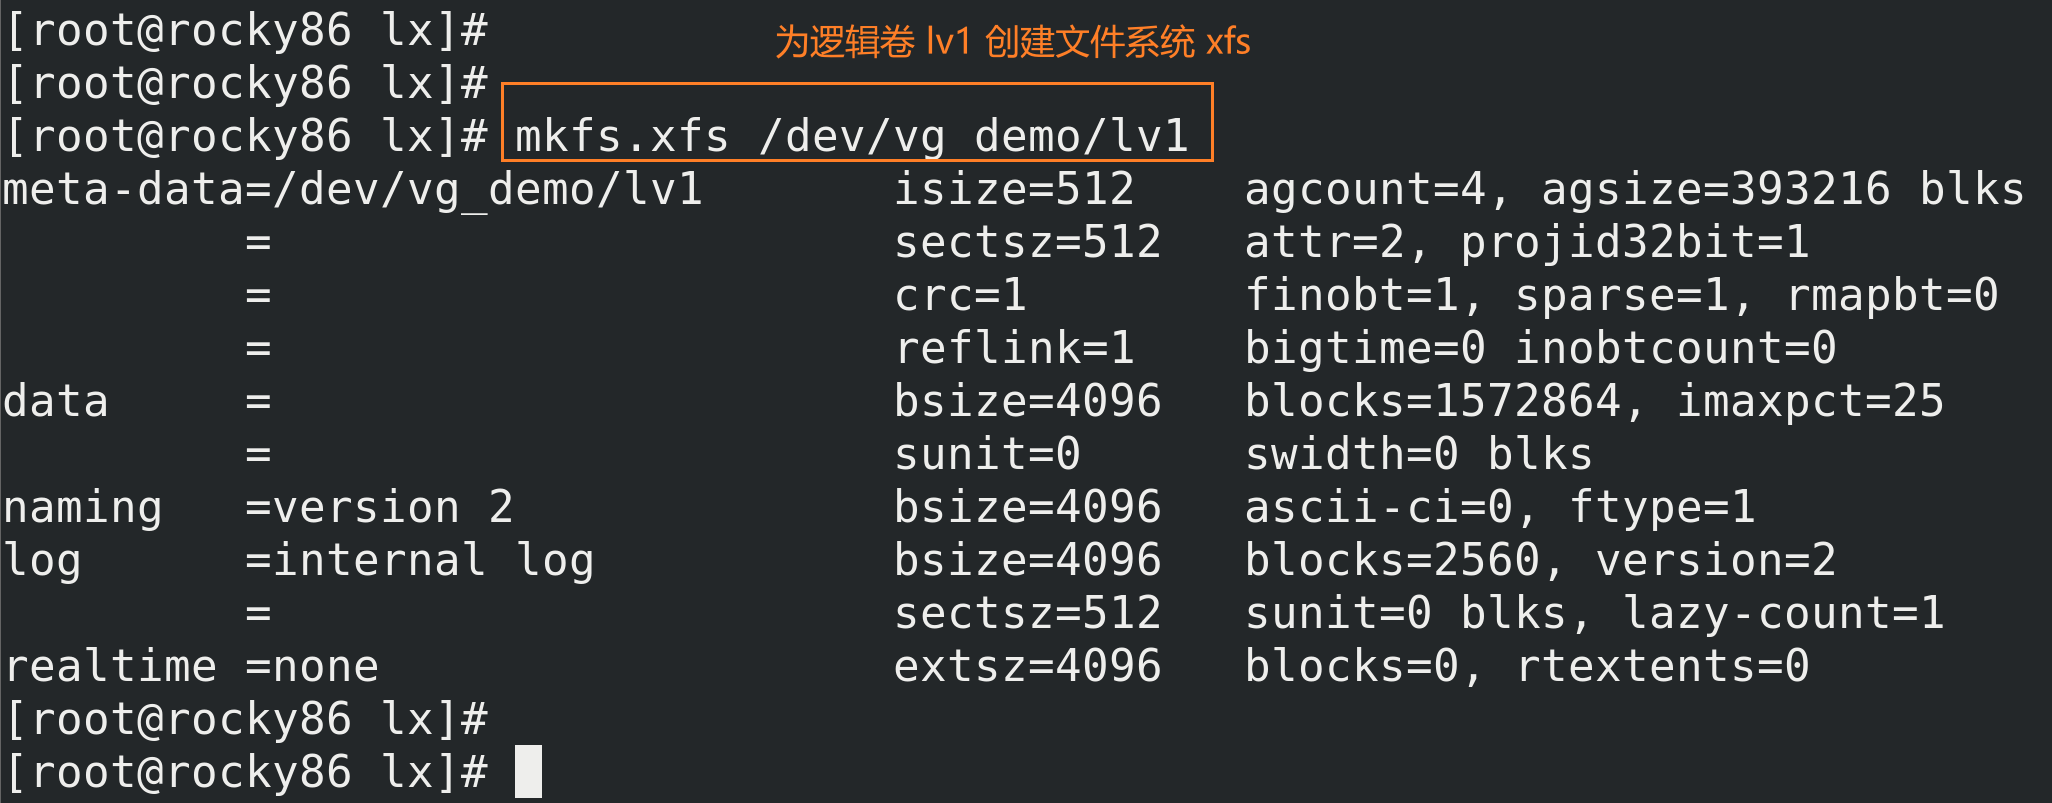 [root@rocky86 lx]#
为逻辑卷 lv1 创建文件系统 xfs
[root@rocky86 lx]#
[root@rocky86 lx]# mkfs.xfs /dev/vg_demo/lv1
meta-data=/dev/vg_demo/lv1       isize=512    agcount=4, agsize=393216 blks
         =                       sectsz=512   attr=2, projid32bit=1
         =                       crc=1        finobt=1, sparse=1, rmapbt=0
         =                       reflink=1    bigtime=0 inobtcount=0
data     =                       bsize=4096   blocks=1572864, imaxpct=25
         =                       sunit=0      swidth=0 blks
naming   =version 2              bsize=4096   ascii-ci=0, ftype=1
log      =internal log           bsize=4096   blocks=2560, version=2
         =                       sectsz=512   sunit=0 blks, lazy-count=1
realtime =none                   extsz=4096   blocks=0, rtextents=0
[root@rocky86 lx]#
[root@rocky86 lx]#